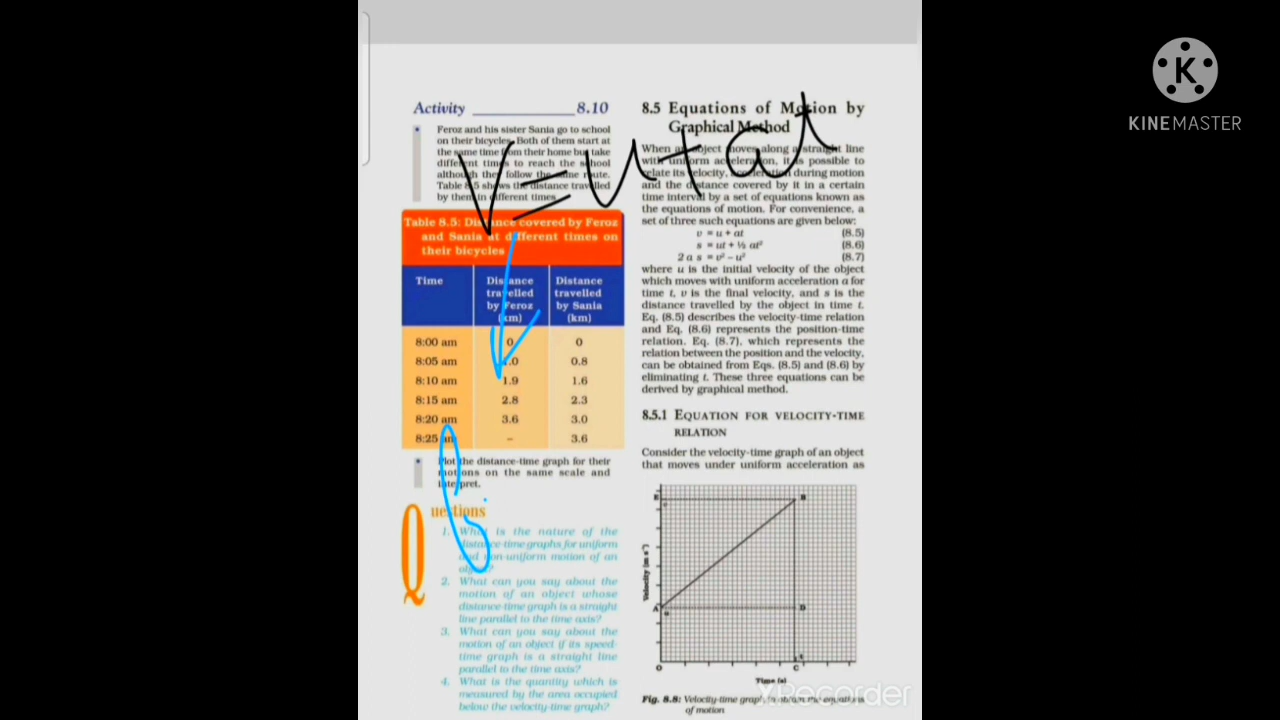 KINEMASTER
Activity 8.10
Feroz and his sister Sania go to school
on their bicycles. Both of them start at
the same time from their home but take
different times to reach the school
although they follow the same route.
Table 8.5 shows the distance travelled
by them in different times
Table 8.5: Distance covered by Feroz
and Sania at different times on
their bicycles
Time Distance travelled by Feroz (km) Distance travelled by Sania (km)
8:00 am 0 0
8:05 am .0 0.8
8:10 am 1.9 1.6
8:15 am 2.8 2.3
8:20 am 3.6 3.0
8:25 am – 3.6
Plot the distance-time graph for their
motions on the same scale and
interpret.
Questions
1. What is the nature of the
distance-time graphs for uniform
and non-uniform motion of an
object?
2. What can you say about the
motion of an object whose
distance-time graph is a straight
line parallel to the time axis?
3. What can you say about the
motion of an object if its speed-
time graph is a straight line
parallel to the time axis?
4. What is the quantity which is
measured by the area occupied
below the velocity-time graph?
V=u+at
8.5 Equations of Motion by
Graphical Method
When an object moves along a straight line
with uniform acceleration, it is possible to
relate its velocity, acceleration during motion
and the distance covered by it in a certain
time interval by a set of equations known as
the equations of motion. For convenience, a
set of three such equations are given below:
v = u + at (8.5)
s = ut + ½ at² (8.6)
2 a s = v² – u² (8.7)
where u is the initial velocity of the object
which moves with uniform acceleration a for
time t, v is the final velocity, and s is the
distance travelled by the object in time t.
Eq. (8.5) describes the velocity-time relation
and Eq. (8.6) represents the position-time
relation. Eq. (8.7), which represents the
relation between the position and the velocity,
can be obtained from Eqs. (8.5) and (8.6) by
eliminating t. These three equations can be
derived by graphical method.
8.5.1 EQUATION FOR VELOCITY-TIME
RELATION
Consider the velocity-time graph of an object
that moves under uniform acceleration as
E B
v
Velocity (m s⁻¹)
A D
u
t
O C
Time (s)
Fig. 8.8: Velocity-time graph to obtain the equations
of motion
XRecorder